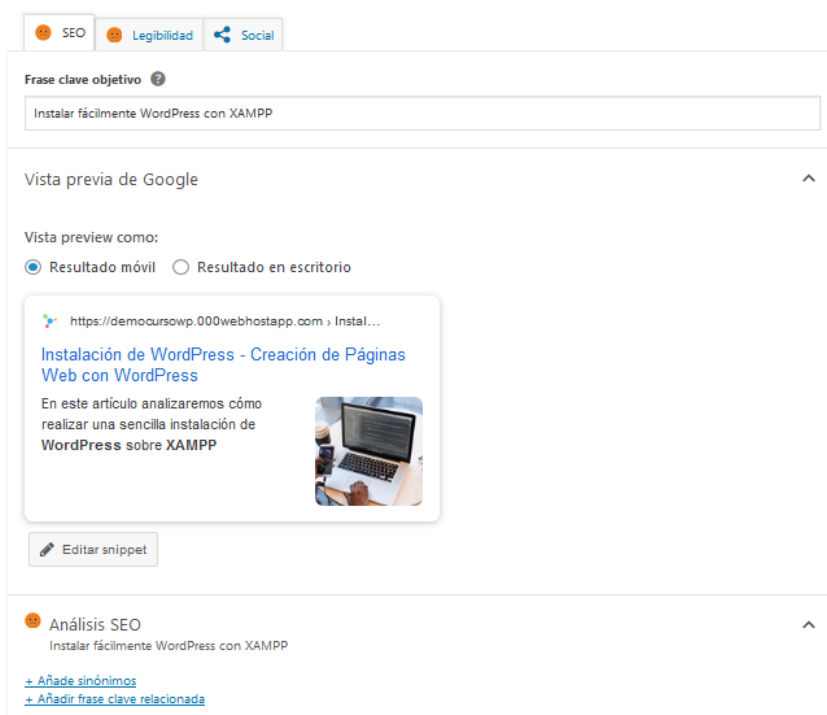 SEO
Legibilidad
Social
Frase clave objetivo
Instalar fácilmente WordPress con XAMPP
Vista previa de Google
Vista preview como:
Resultado móvil
Resultado en escritorio
https://democursowp.000webhostapp.com › Instal...
Instalación de WordPress - Creación de Páginas
Web con WordPress
En este artículo analizaremos cómo
realizar una sencilla instalación de
WordPress sobre XAMPP
Editar snippet
Análisis SEO
Instalar fácilmente WordPress con XAMPP
+ Añade sinónimos
+ Añadir frase clave relacionada